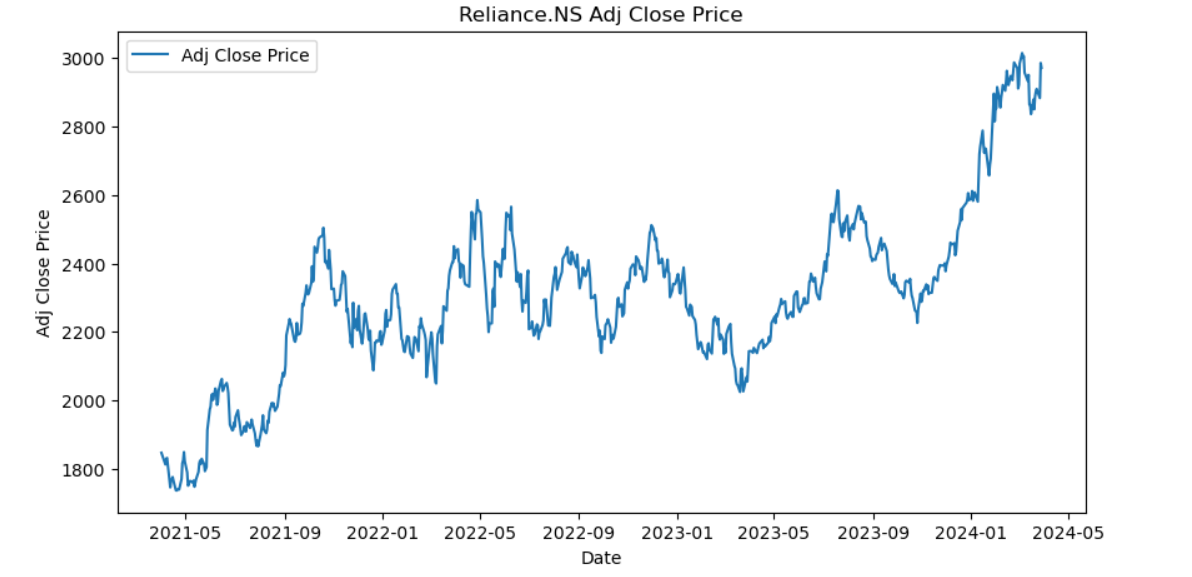 Reliance.NS Adj Close Price
Adj Close Price
Adj Close Price
3000
2800
2600
2400
2200
2000
1800
2021-05 2021-09 2022-01 2022-05 2022-09 2023-01 2023-05 2023-09 2024-01 2024-05
Date